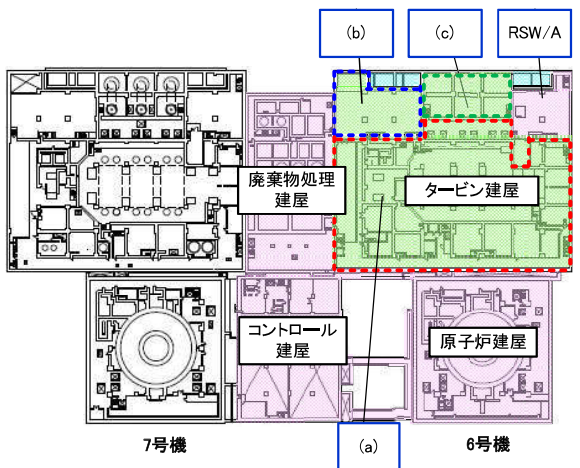 (b)
(c)
RSW/A
廃棄物処理
建屋
タービン建屋
コントロール
建屋
原子炉建屋
7号機
(a)
6号機